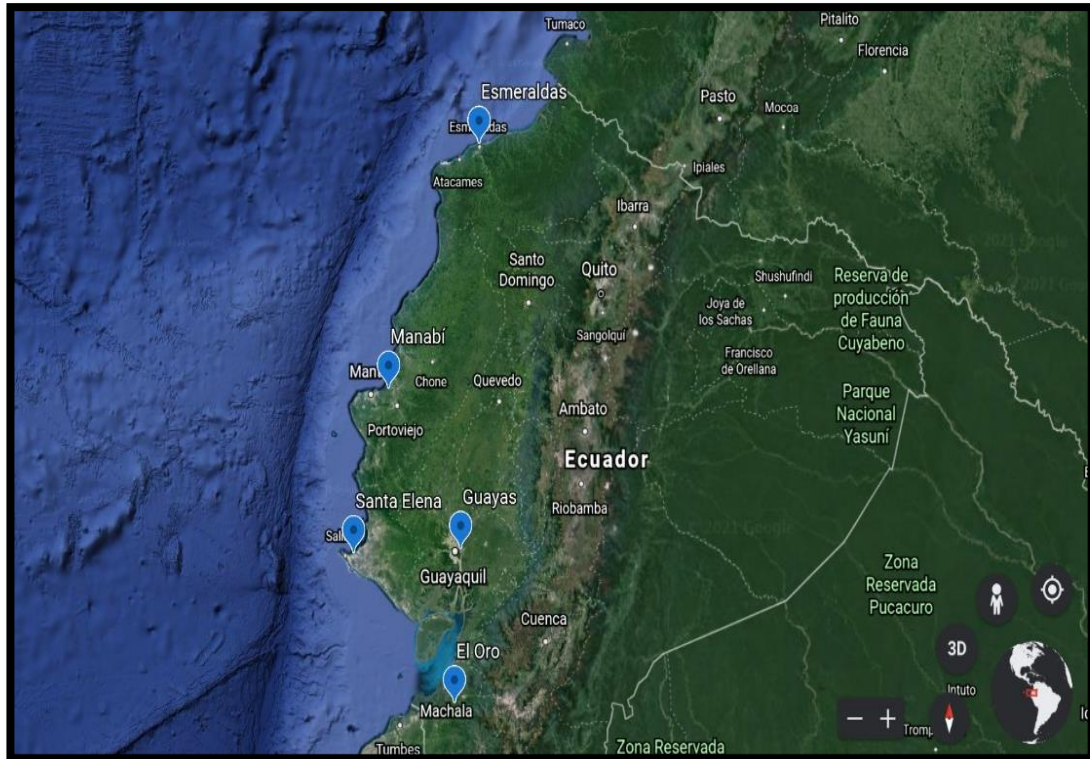 Tumaco
Pitalito
Florencia
Esmeraldas
Pasto
Mocoa
Atacames
Ipiales
Ibarra
Santo
Domingo
Quito
Shushufindi
Reserva de
producción
de Fauna
Cuyabeno
Joya de
los Sachas
Sangolquí
Manabí
Francisco
de Orellana
Chone
Quevedo
Parque
Nacional
Yasuní
Ambato
Portoviejo
Ecuador
Santa Elena
Guayas
Riobamba
Guayaquil
Zona
Reservada
Pucacuro
Cuenca
El Oro
3D
Intuto
Machala
Tumbes
Zona Reservada